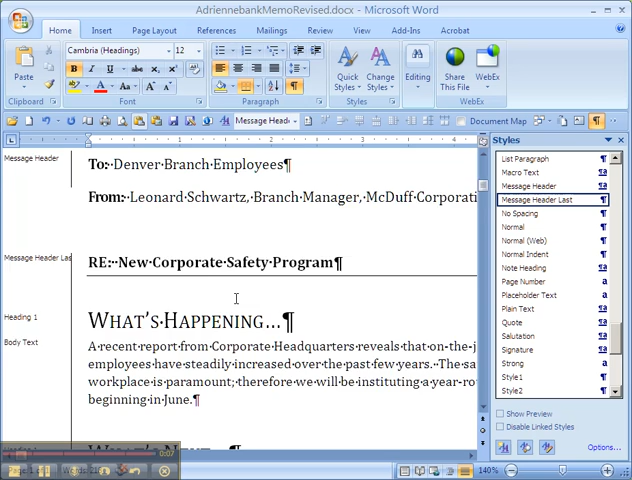 AdriennebankMemoRevised.docx - Microsoft Word
Home Insert Page Layout References Mailings Review View Add-Ins Acrobat
Cambria (Headings) 12
Paste
Quick Styles
Change Styles
Editing
Share This File
WebEx
Clipboard Font Paragraph Styles WebEx
Message Head Document Map
Message Header
To:··Denver·Branch·Employees¶
From:··Leonard·Schwartz,·Branch·Manager,·McDuff·Corporati
Message Header Las
RE:··New·Corporate·Safety·Program¶
Heading 1
WHAT'S·HAPPENING...¶
Body Text
A·recent·report·from·Corporate·Headquarters·reveals·that·on-the-j
employees·have·steadily·increased·over·the·past·few·years.··The·sa
workplace·is·paramount;·therefore·we·will·be·instituting·a·year-ro
beginning·in·June.¶
Styles
List Paragraph
Macro Text
Message Header
Message Header Last
No Spacing
Normal
Normal (Web)
Normal Indent
Note Heading
Page Number
Placeholder Text
Plain Text
Quote
Salutation
Signature
Strong
Style1
Style2
Show Preview
Disable Linked Styles
Options...
0:07
140%